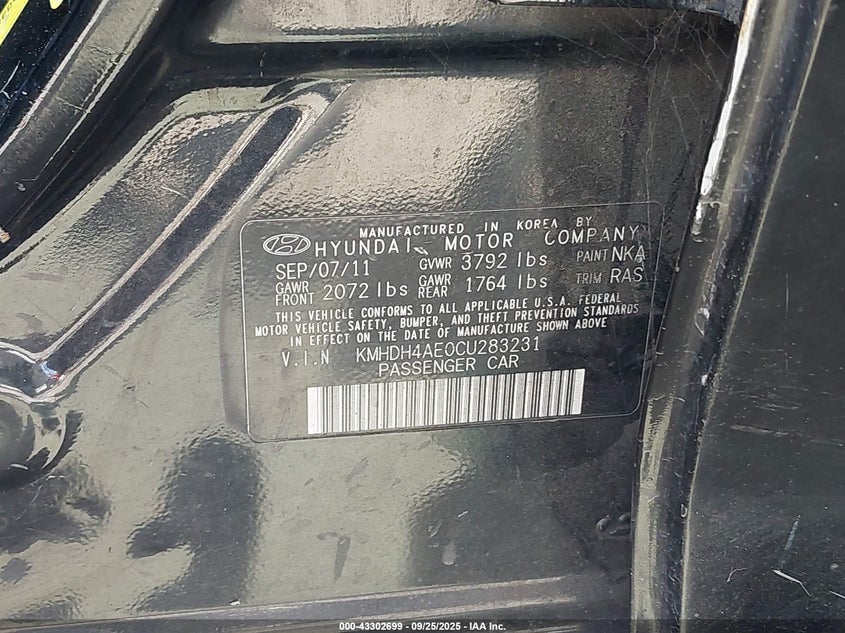 MANUFACTURED IN KOREA BY
HYUNDAI MOTOR COMPANY
SEP/07/11 GVWR 3792 lbs PAINT NKA
GAWR FRONT 2072 lbs GAWR REAR 1764 lbs TRIM RAS
THIS VEHICLE CONFORMS TO ALL APPLICABLE U.S.A. FEDERAL
MOTOR VEHICLE SAFETY, BUMPER, AND THEFT PREVENTION STANDARDS
IN EFFECT ON THE DATE OF MANUFACTURE SHOWN ABOVE
V.I.N KMHDH4AE0CU283231
PASSENGER CAR
000-43302699 - 09/25/2025 - IAA Inc.